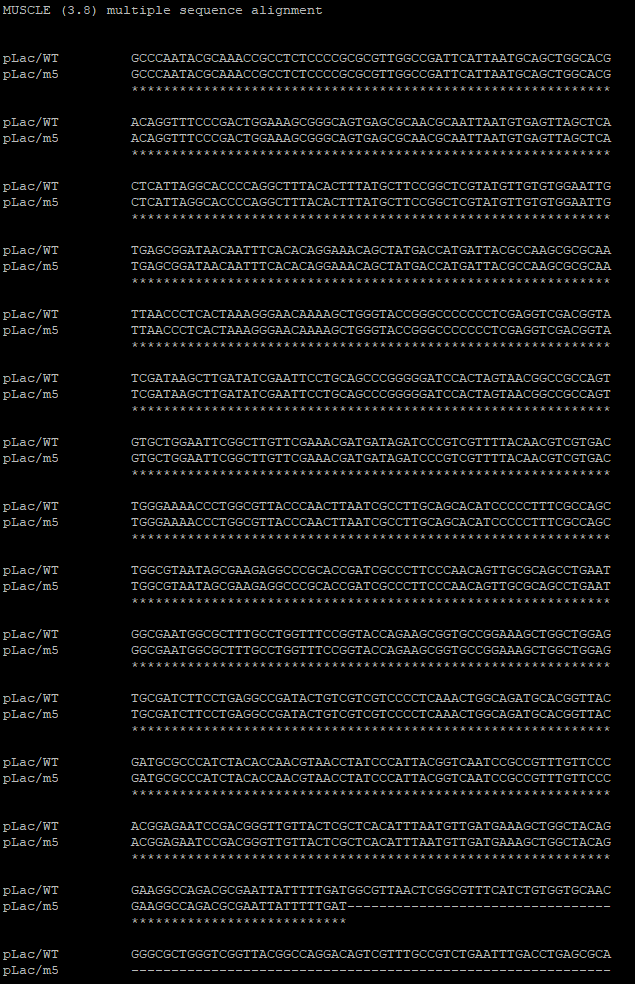 MUSCLE (3.8) multiple sequence alignment
pLac/WT GCCCAATACGCAAACCGCCTCTCCCCGCGCGTTGGCCGATTCATTAATGCAGCTGGCACG
pLac/m5 GCCCAATACGCAAACCGCCTCTCCCCGCGCGTTGGCCGATTCATTAATGCAGCTGGCACG
************************************************************
pLac/WT ACAGGTTTCCCGACTGGAAAGCGGGCAGTGAGCGCAACGCAATTAATGTGAGTTAGCTCA
pLac/m5 ACAGGTTTCCCGACTGGAAAGCGGGCAGTGAGCGCAACGCAATTAATGTGAGTTAGCTCA
************************************************************
pLac/WT CTCATTAGGCACCCCAGGCTTTACACTTTATGCTTCCGGCTCGTATGTTGTGTGGAATTG
pLac/m5 CTCATTAGGCACCCCAGGCTTTACACTTTATGCTTCCGGCTCGTATGTTGTGTGGAATTG
************************************************************
pLac/WT TGAGCGGATAACAATTTCACACAGGAAACAGCTATGACCATGATTACGCCAAGCGCGCAA
pLac/m5 TGAGCGGATAACAATTTCACACAGGAAACAGCTATGACCATGATTACGCCAAGCGCGCAA
************************************************************
pLac/WT TTAACCCTCACTAAAGGGAACAAAAGCTGGGTACCGGGCCCCCCCTCGAGGTCGACGGTA
pLac/m5 TTAACCCTCACTAAAGGGAACAAAAGCTGGGTACCGGGCCCCCCCTCGAGGTCGACGGTA
************************************************************
pLac/WT TCGATAAGCTTGATATCGAATTCCTGCAGCCCGGGGGATCCACTAGTAACGGCCGCCAGT
pLac/m5 TCGATAAGCTTGATATCGAATTCCTGCAGCCCGGGGGATCCACTAGTAACGGCCGCCAGT
************************************************************
pLac/WT GTGCTGGAATTCGGCTTGTTCGAAACGATGATAGATCCCGTCGTTTTACAACGTCGTGAC
pLac/m5 GTGCTGGAATTCGGCTTGTTCGAAACGATGATAGATCCCGTCGTTTTACAACGTCGTGAC
************************************************************
pLac/WT TGGGAAAACCCTGGCGTTACCCAACTTAATCGCCTTGCAGCACATCCCCCTTTCGCCAGC
pLac/m5 TGGGAAAACCCTGGCGTTACCCAACTTAATCGCCTTGCAGCACATCCCCCTTTCGCCAGC
************************************************************
pLac/WT TGGCGTAATAGCGAAGAGGCCCGCACCGATCGCCCTTCCCAACAGTTGCGCAGCCTGAAT
pLac/m5 TGGCGTAATAGCGAAGAGGCCCGCACCGATCGCCCTTCCCAACAGTTGCGCAGCCTGAAT
************************************************************
pLac/WT GGCGAATGGCGCTTTGCCTGGTTTCCGGTACCAGAAGCGGTGCCGGAAAGCTGGCTGGAG
pLac/m5 GGCGAATGGCGCTTTGCCTGGTTTCCGGTACCAGAAGCGGTGCCGGAAAGCTGGCTGGAG
************************************************************
pLac/WT TGCGATCTTCCTGAGGCCGATACTGTCGTCGTCCCCTCAAACTGGCAGATGCACGGTTAC
pLac/m5 TGCGATCTTCCTGAGGCCGATACTGTCGTCGTCCCCTCAAACTGGCAGATGCACGGTTAC
************************************************************
pLac/WT GATGCGCCCATCTACACCAACGTAACCTATCCCATTACGGTCAATCCGCCGTTTGTTCCC
pLac/m5 GATGCGCCCATCTACACCAACGTAACCTATCCCATTACGGTCAATCCGCCGTTTGTTCCC
************************************************************
pLac/WT ACGGAGAATCCGACGGGTTGTTACTCGCTCACATTTAATGTTGATGAAAGCTGGCTACAG
pLac/m5 ACGGAGAATCCGACGGGTTGTTACTCGCTCACATTTAATGTTGATGAAAGCTGGCTACAG
************************************************************
pLac/WT GAAGGCCAGACGCGAATTATTTTTGATGGCGTTAACTCGGCGTTTCATCTGTGGTGCAAC
pLac/m5 GAAGGCCAGACGCGAATTATTTTTGAT---------------------------------
***************************
pLac/WT GGGCGCTGGGTCGGTTACGGCCAGGACAGTCGTTTGCCGTCTGAATTTGACCTGAGCGCA
pLac/m5 ------------------------------------------------------------